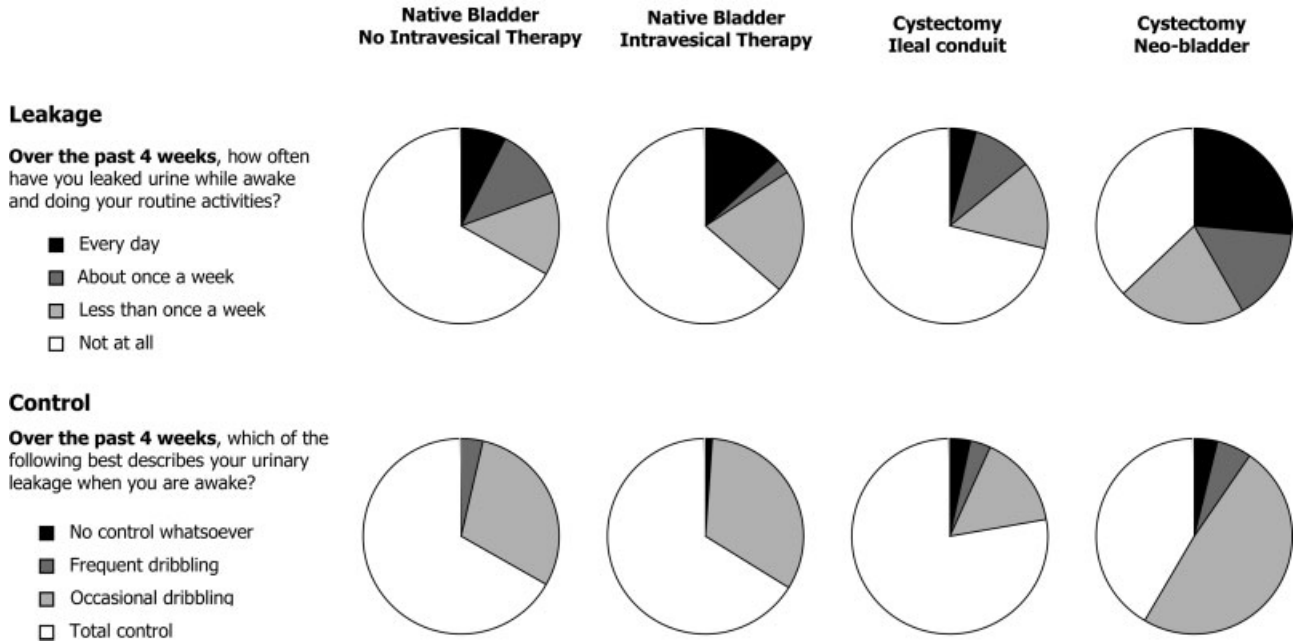 Native Bladder
No Intravesical Therapy
Native Bladder
Intravesical Therapy
Cystectomy
Ileal conduit
Cystectomy
Neo-bladder
Leakage
Over the past 4 weeks, how often
have you leaked urine while awake
and doing your routine activities?
Every day
About once a week
Less than once a week
Not at all
Control
Over the past 4 weeks, which of the
following best describes your urinary
leakage when you are awake?
No control whatsoever
Frequent dribbling
Occasional dribbling
Total control